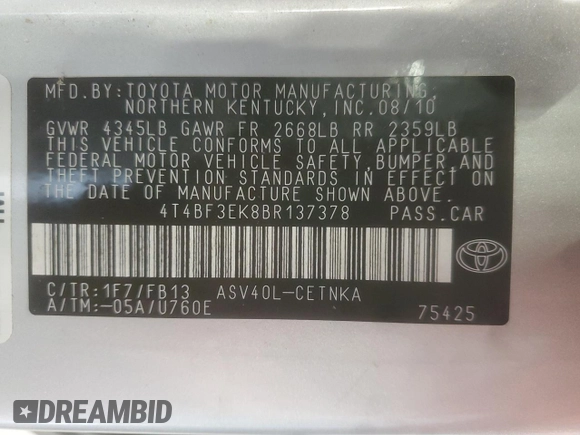 MFD.BY:TOYOTA MOTOR MANUFACTURING,
NORTHERN KENTUCKY,INC.08/10
GVWR 4345LB GAWR FR 2668LB RR 2359LB
THIS VEHICLE CONFORMS TO ALL APPLICABLE
FEDERAL MOTOR VEHICLE SAFETY,BUMPER,AND
THEFT PREVENTION STANDARDS IN EFFECT ON
THE DATE OF MANUFACTURE SHOWN ABOVE.
4T4BF3EK8BR137378 PASS.CAR
C/TR:1F7/FB13 ASV40L-CETNKA
A/TM:-05A/U760E 75425
DREAMBID